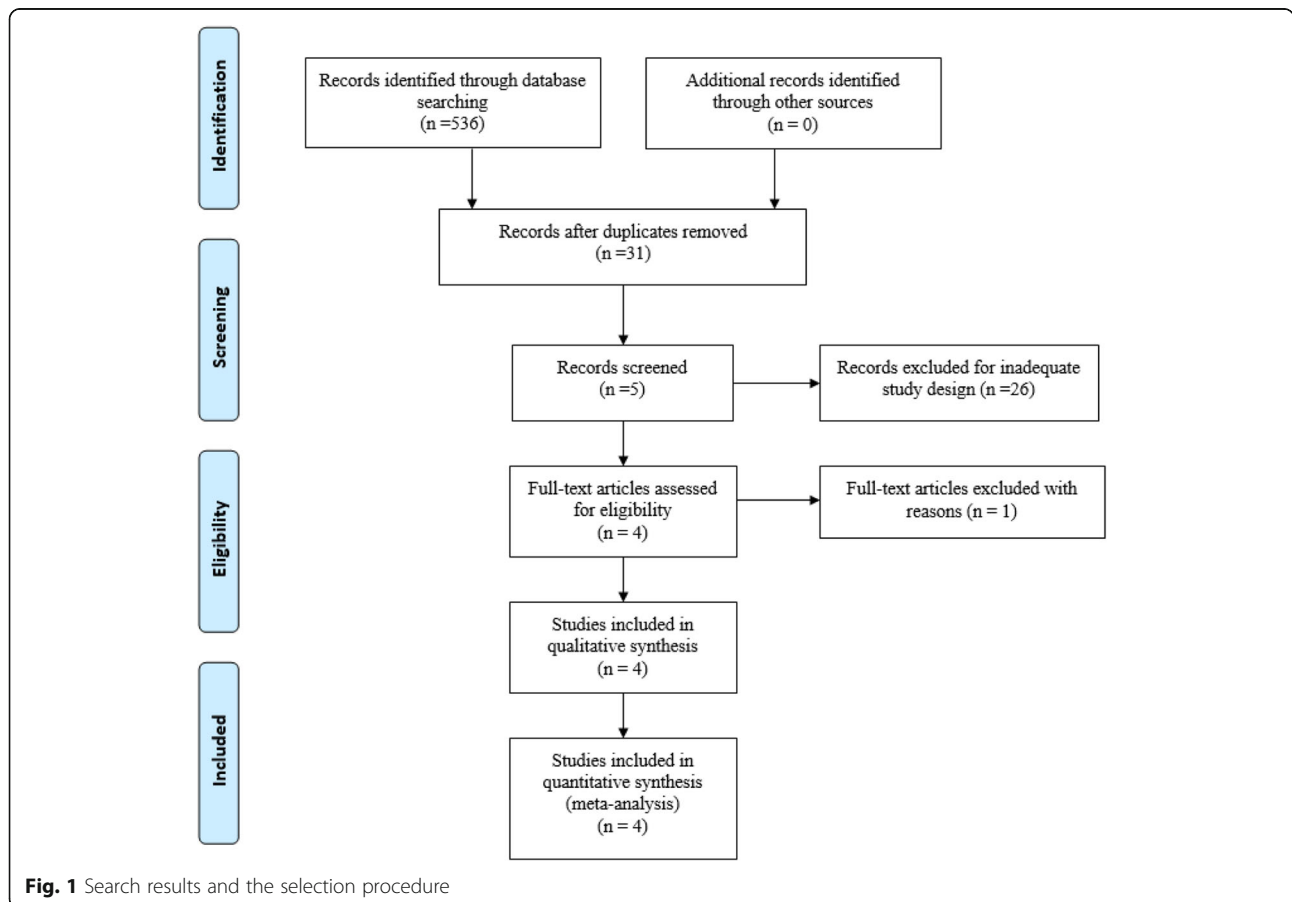 Identification
Records identified through database
searching
(n =536)
Additional records identified
through other sources
(n = 0)
Records after duplicates removed
(n =31)
Screening
Records screened
(n =5)
Records excluded for inadequate
study design (n =26)
Eligibility
Full-text articles assessed
for eligibility
(n = 4)
Full-text articles excluded with
reasons (n = 1)
Studies included in
qualitative synthesis
(n = 4)
Included
Studies included in
quantitative synthesis
(meta-analysis)
(n = 4)
Fig. 1 Search results and the selection procedure